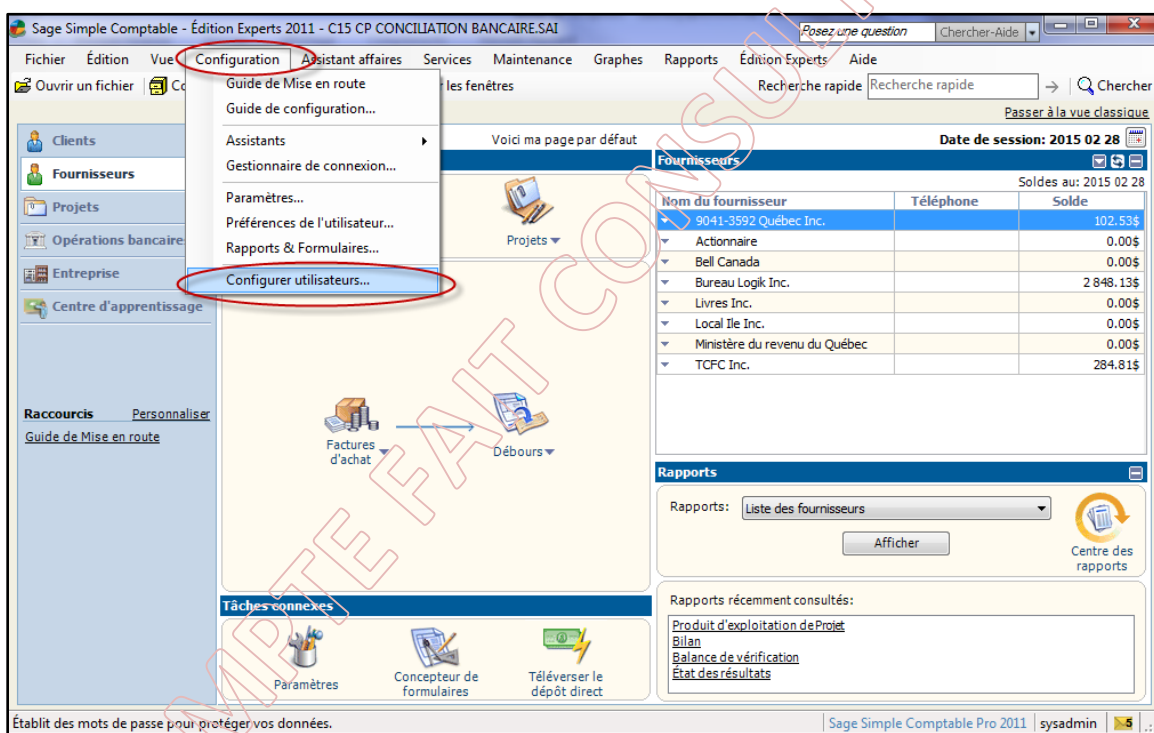 Sage Simple Comptable - Édition Experts 2011 - C15 CP CONCILIATION BANCAIRE.SAI
Posez une question
Chercher-Aide
Fichier Édition Vue Configuration Assistant affaires Services Maintenance Graphes Rapports Édition Experts Aide
Ouvrir un fichier
les fenêtres
Recherche rapide Recherche rapide
Chercher
Passer à la vue classique
Guide de Mise en route
Guide de configuration...
Assistants
Gestionnaire de connexion...
Paramètres...
Préférences de l'utilisateur...
Rapports & Formulaires...
Configurer utilisateurs...
Clients
Fournisseurs
Projets
Opérations bancaire
Entreprise
Centre d'apprentissage
Raccourcis Personnaliser
Guide de Mise en route
Voici ma page par défaut
Date de session: 2015 02 28
Projets
Factures d'achat
Débours
Fournisseurs
Soldes au: 2015 02 28
Nom du fournisseur Téléphone Solde
9041-3592 Québec Inc. 102.53$
Actionnaire 0.00$
Bell Canada 0.00$
Bureau Logik Inc. 2 848.13$
Livres Inc. 0.00$
Local Ile Inc. 0.00$
Ministère du revenu du Québec 0.00$
TCFC Inc. 284.81$
Rapports
Rapports: Liste des fournisseurs
Afficher
Centre des
rapports
Rapports récemment consultés:
Produit d'exploitation de Projet
Bilan
Balance de vérification
État des résultats
Tâches connexes
Paramètres
Concepteur de
formulaires
Téléverser le
dépôt direct
Établit des mots de passe pour protéger vos données.
Sage Simple Comptable Pro 2011 sysadmin 5
MPTE FAIT CONSUL